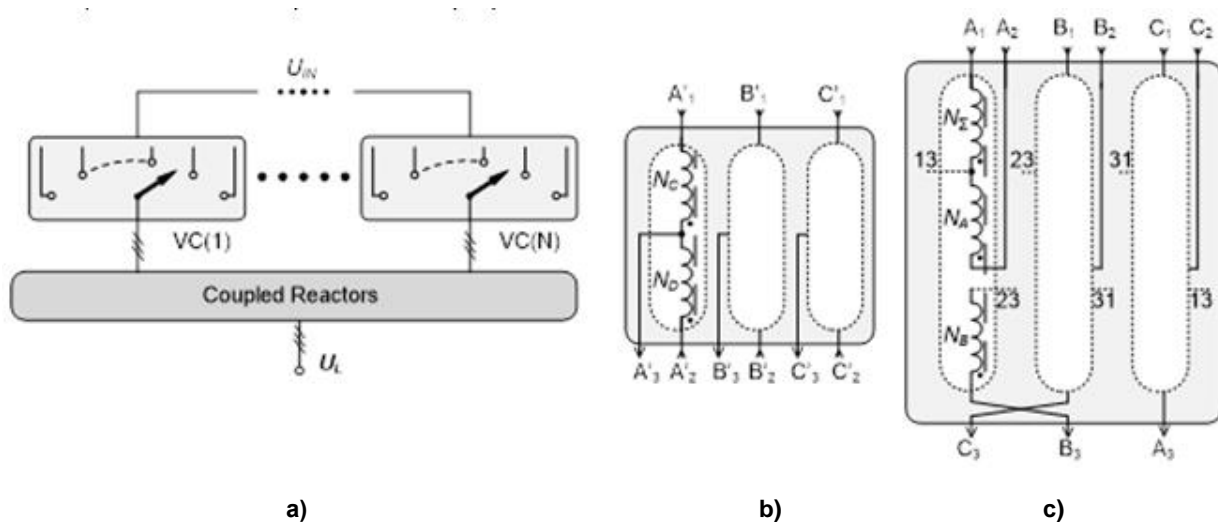 U_IN
VC(1)
VC(N)
Coupled Reactors
U_L
a)
A'1 B'1 C'1
N_C
N_D
A'3 A'2 B'3 B'2 C'3 C'2
b)
A1 A2 B1 B2 C1 C2
N_Σ
13 23 31
N_A
23 31 13
N_B
C3 B3 A3
c)